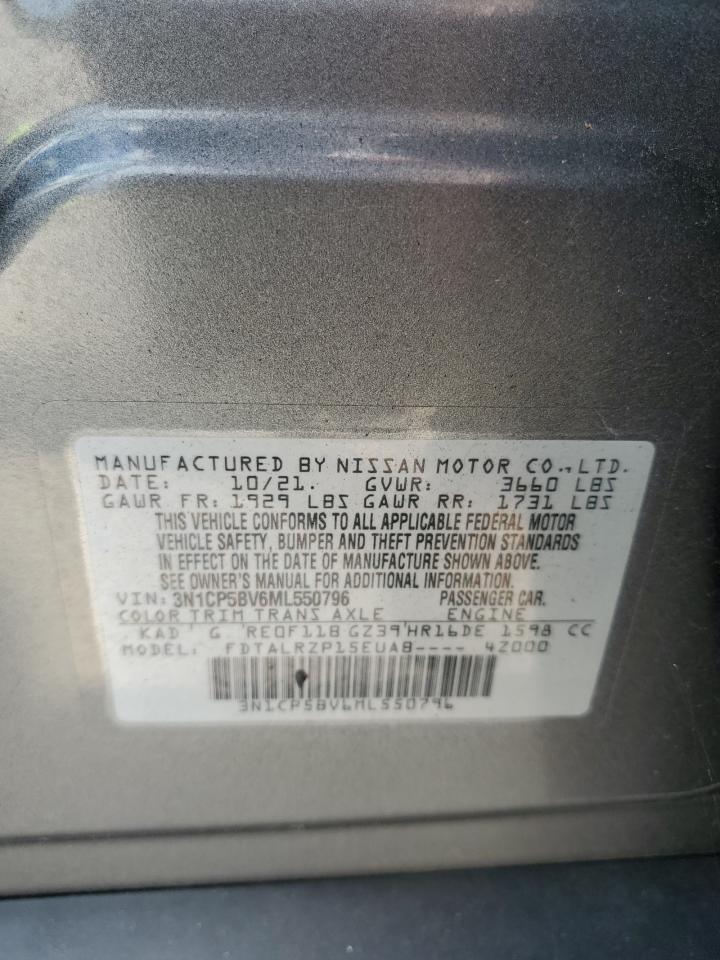 MANUFACTURED BY NISSAN MOTOR CO., LTD.
DATE: 10/21. GVWR: 3660 LBS
GAWR FR: 1929 LBS GAWR RR: 1731 LBS
THIS VEHICLE CONFORMS TO ALL APPLICABLE FEDERAL MOTOR
VEHICLE SAFETY, BUMPER AND THEFT PREVENTION STANDARDS
IN EFFECT ON THE DATE OF MANUFACTURE SHOWN ABOVE.
SEE OWNER'S MANUAL FOR ADDITIONAL INFORMATION.
VIN: 3N1CP5BV6ML550796 PASSENGER CAR.
COLOR TRIM TRANS AXLE ENGINE
KAD G RE0F11B GZ39 HR16DE 1598 CC
MODEL: FDTALRZP15EUAB---- 4Z000
3N1CP5BV6ML550796